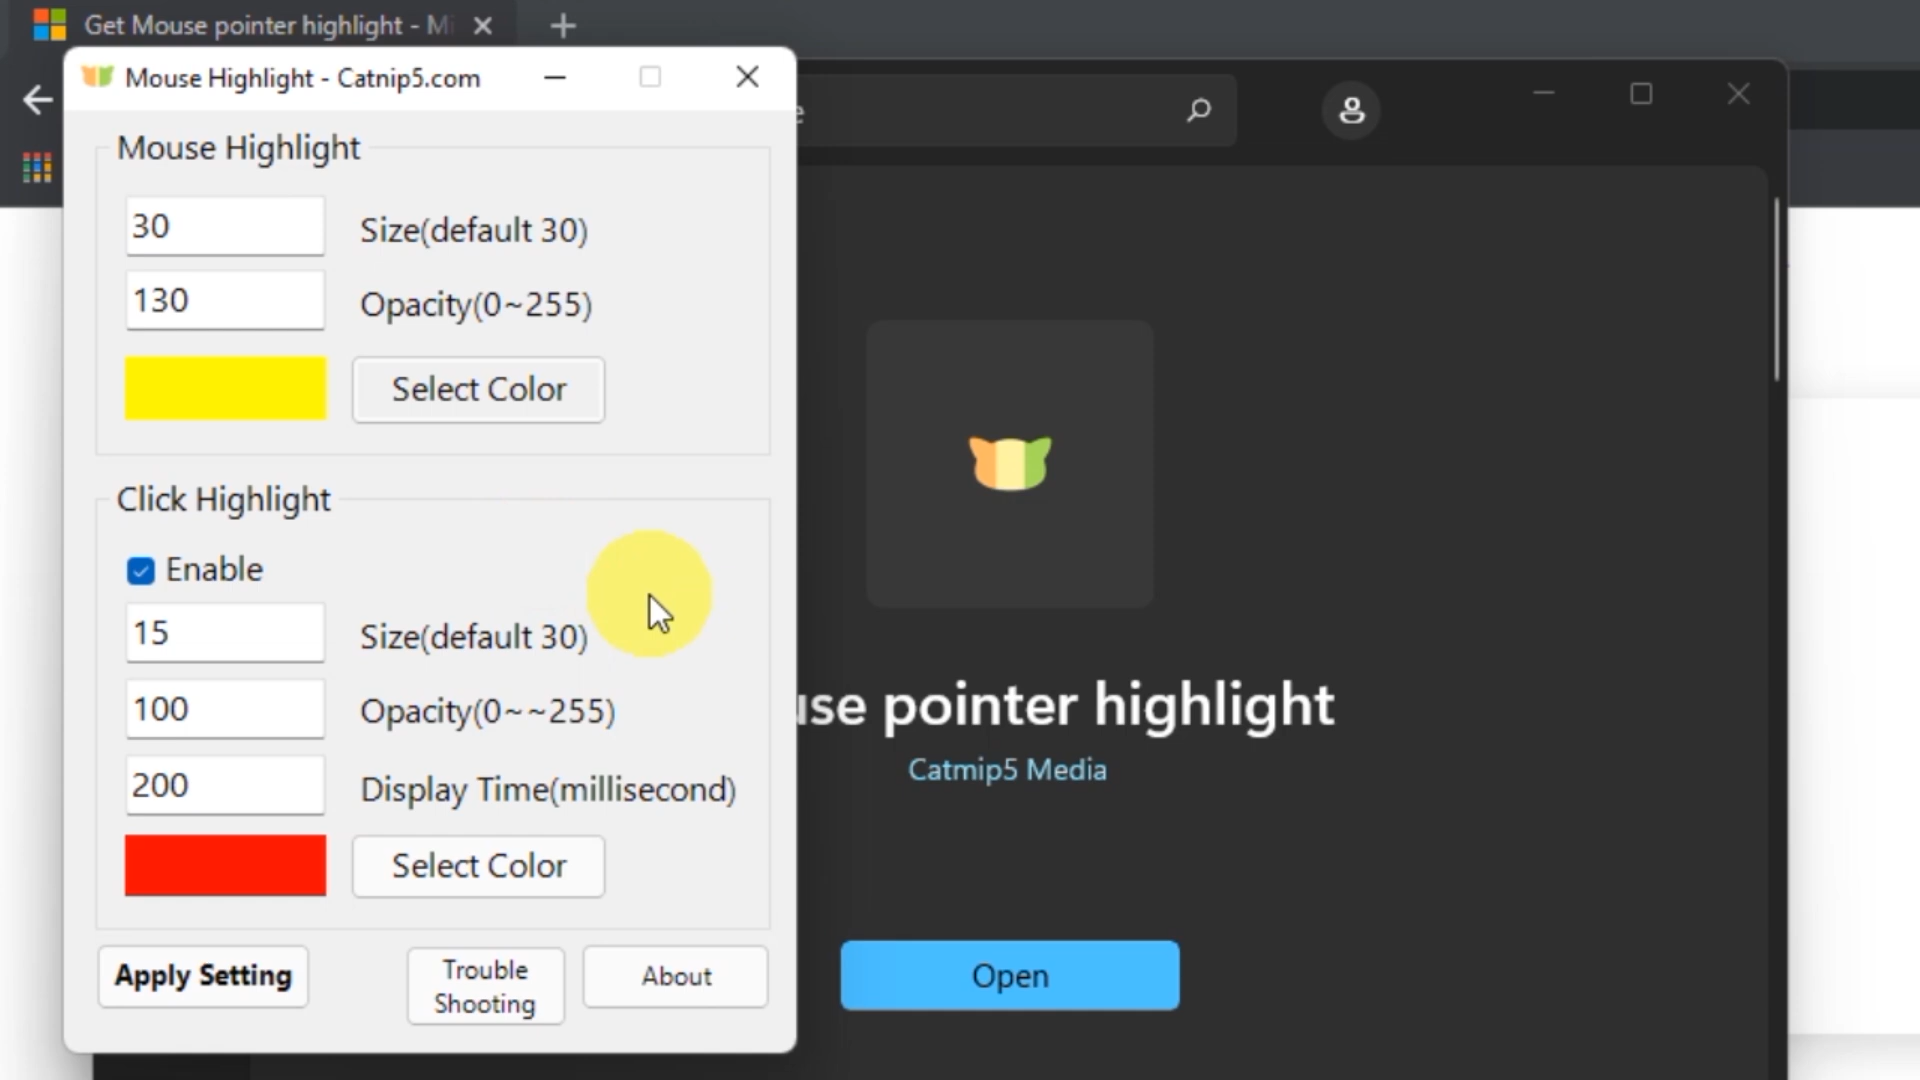 Get Mouse pointer highlight - Mi
Mouse Highlight - Catnip5.com
Mouse Highlight
30 Size(default 30)
130 Opacity(0~255)
Select Color
Click Highlight
Enable
15 Size(default 30)
100 Opacity(0~~255)
200 Display Time(millisecond)
Select Color
Apply Setting
Trouble
Shooting
About
e
use pointer highlight
Catmip5 Media
Open